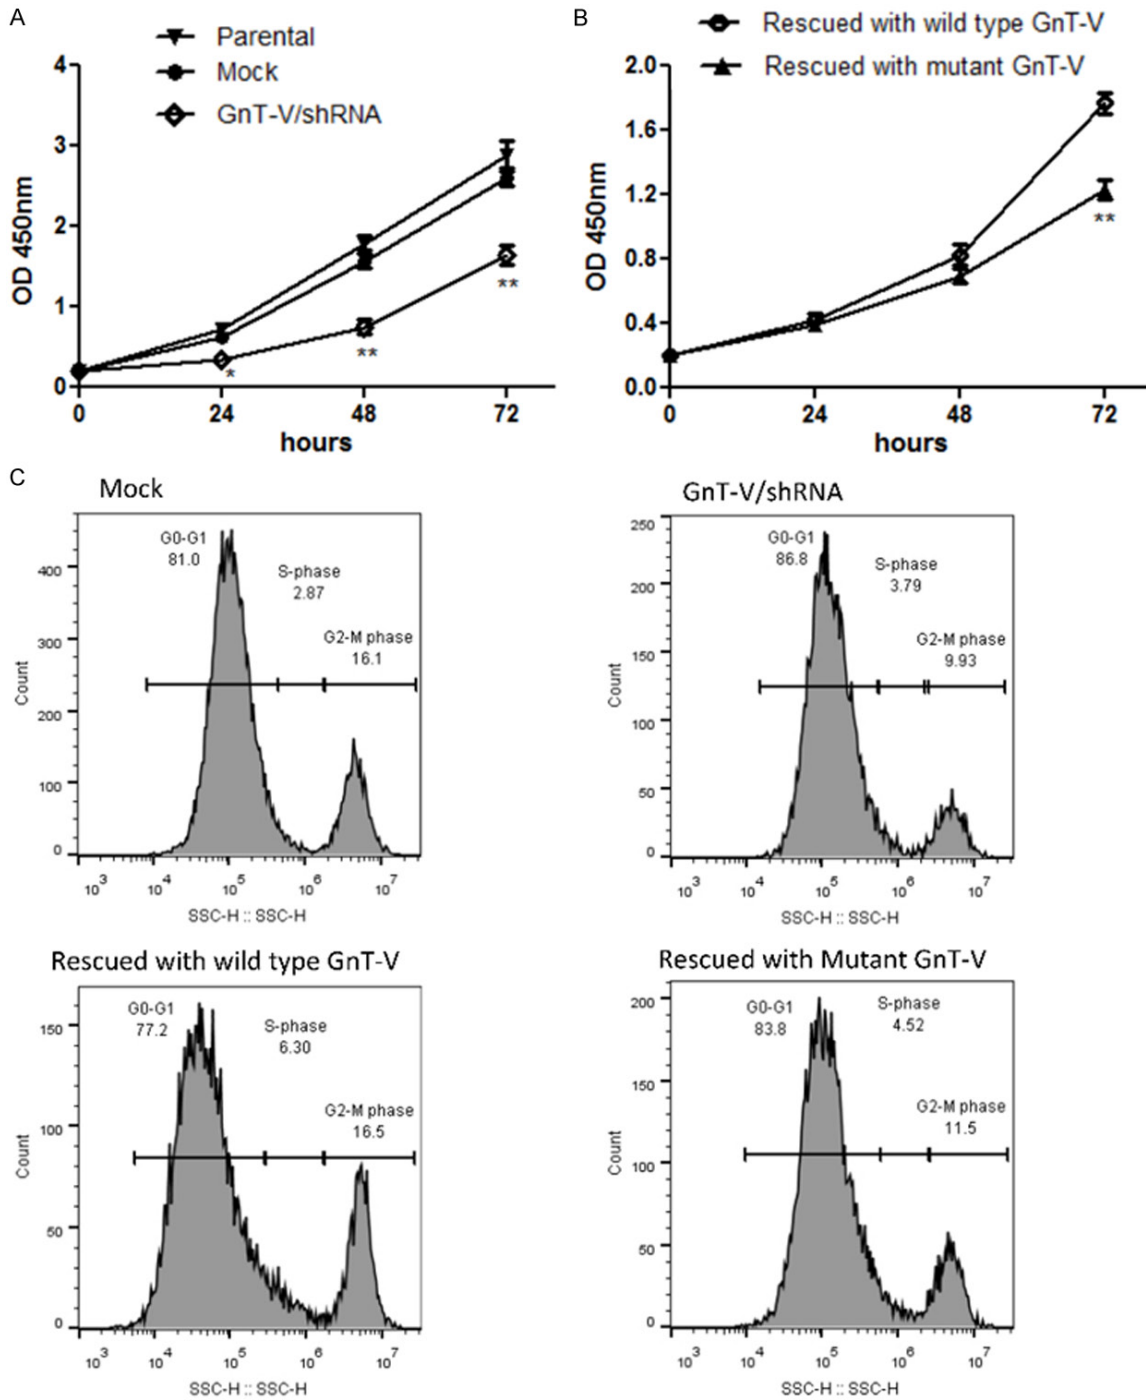 A
Parental
Mock
GnT-V/shRNA
4
3
2
1
0
OD 450nm
*
**
**
0 24 48 72
hours
B
Rescued with wild type GnT-V
Rescued with mutant GnT-V
2.0
1.6
1.2
0.8
0.4
0.0
OD 450nm
**
0 24 48 72
hours
C
Mock
G0-G1
81.0
S-phase
2.87
G2-M phase
16.1
400
300
200
100
0
Count
10^3 10^4 10^5 10^6 10^7
SSC-H :: SSC-H
GnT-V/shRNA
G0-G1
86.8
S-phase
3.79
G2-M phase
9.93
250
200
150
100
50
0
Count
10^3 10^4 10^5 10^6 10^7
SSC-H :: SSC-H
Rescued with wild type GnT-V
G0-G1
77.2
S-phase
6.30
G2-M phase
16.5
150
100
50
0
Count
10^3 10^4 10^5 10^6 10^7
SSC-H :: SSC-H
Rescued with Mutant GnT-V
G0-G1
83.8
S-phase
4.52
G2-M phase
11.5
200
150
100
50
0
Count
10^3 10^4 10^5 10^6 10^7
SSC-H :: SSC-H